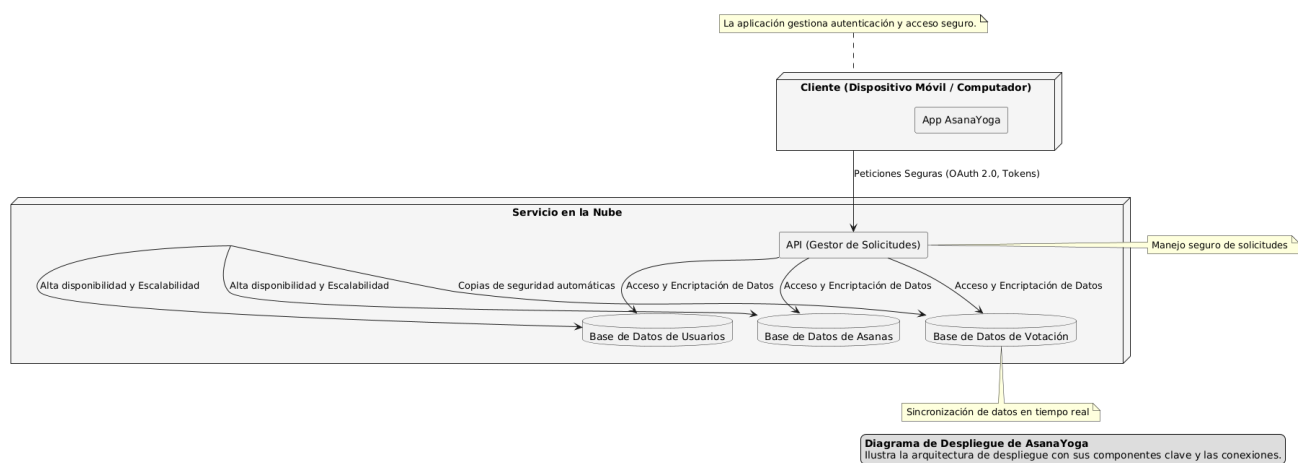 La aplicación gestiona autenticación y acceso seguro.
Cliente (Dispositivo Móvil / Computador)
App AsanaYoga
Peticiones Seguras (OAuth 2.0, Tokens)
Servicio en la Nube
API (Gestor de Solicitudes)
Manejo seguro de solicitudes
Alta disponibilidad y Escalabilidad
Alta disponibilidad y Escalabilidad
Copias de seguridad automáticas
Acceso y Encriptación de Datos
Acceso y Encriptación de Datos
Acceso y Encriptación de Datos
Base de Datos de Usuarios
Base de Datos de Asanas
Base de Datos de Votación
Sincronización de datos en tiempo real
Diagrama de Despliegue de AsanaYoga
Ilustra la arquitectura de despliegue con sus componentes clave y las conexiones.